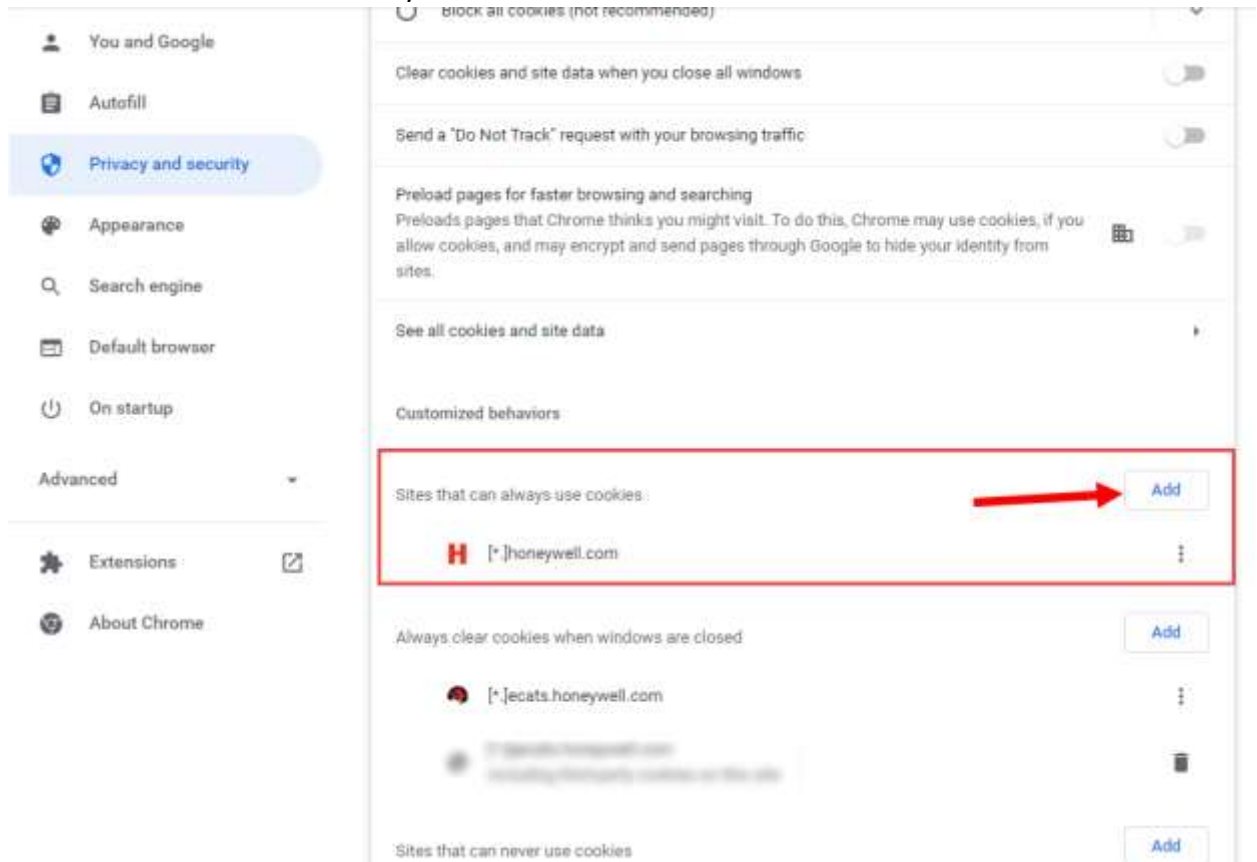 Block all cookies (not recommended)
You and Google
Clear cookies and site data when you close all windows
Autofill
Send a "Do Not Track" request with your browsing traffic
Privacy and security
Preload pages for faster browsing and searching
Preloads pages that Chrome thinks you might visit. To do this, Chrome may use cookies, if you
allow cookies, and may encrypt and send pages through Google to hide your identity from
sites.
Appearance
Search engine
See all cookies and site data
Default browser
On startup
Customized behaviors
Advanced
Sites that can always use cookies
Add
H [*.]honeywell.com
Extensions
About Chrome
Always clear cookies when windows are closed
Add
[*.]ecats.honeywell.com
Sites that can never use cookies
Add